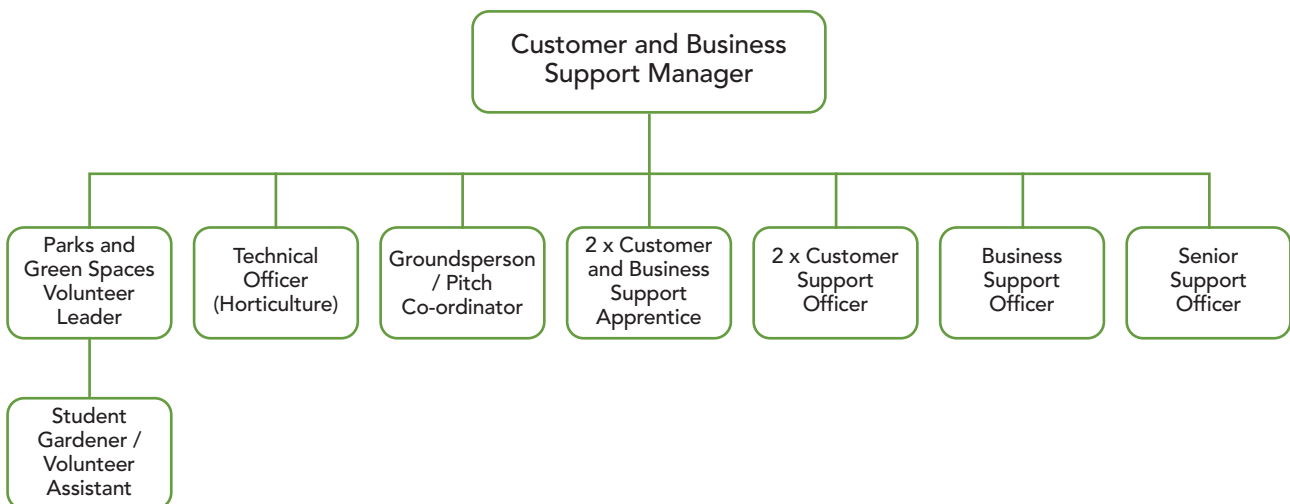 Customer and Business
Support Manager
Parks and
Green Spaces
Volunteer
Leader
Technical
Officer
(Horticulture)
Groundsperson
/ Pitch
Co-ordinator
2 x Customer
and Business
Support
Apprentice
2 x Customer
Support
Officer
Business
Support
Officer
Senior
Support
Officer
Student
Gardener /
Volunteer
Assistant